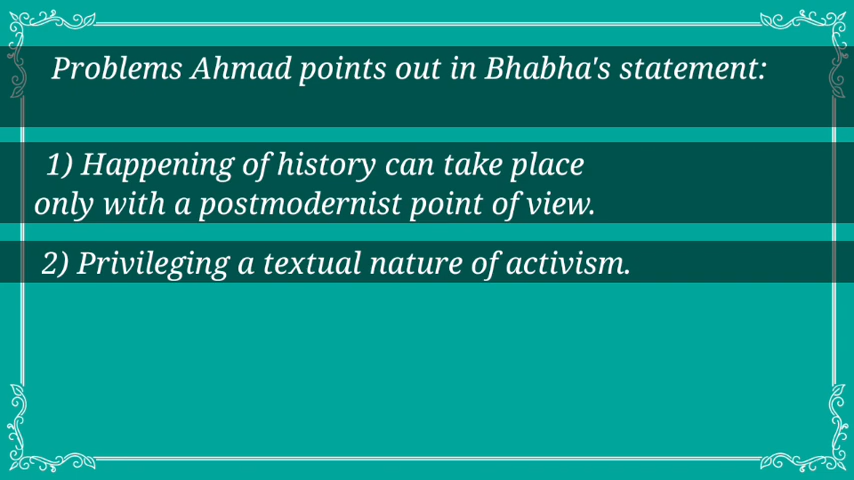 Problems Ahmad points out in Bhabha's statement:
1) Happening of history can take place
only with a postmodernist point of view.
2) Privileging a textual nature of activism.